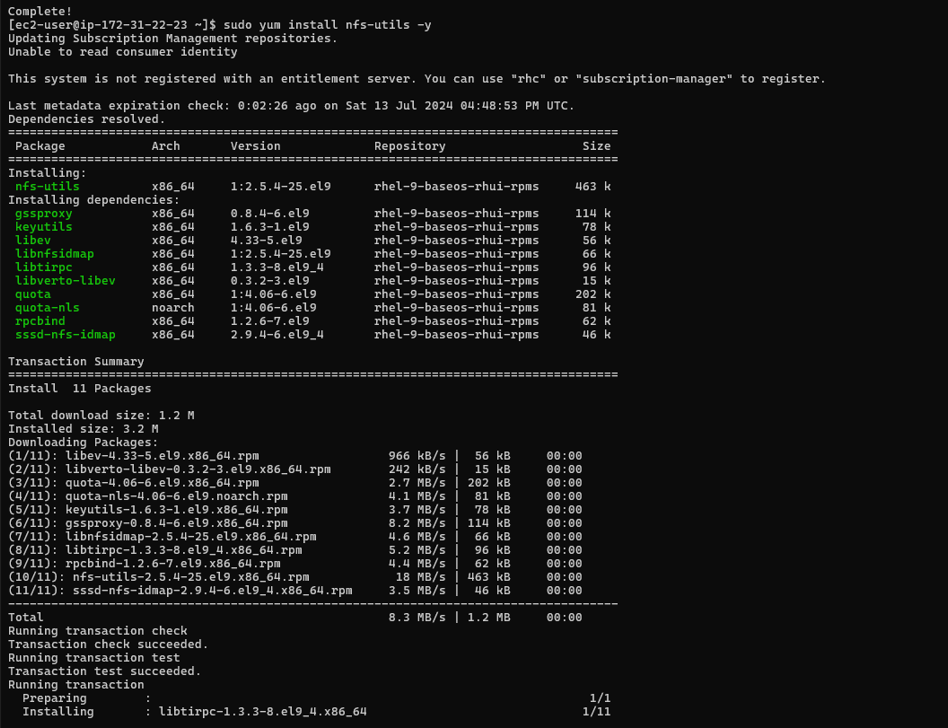 Complete!
[ec2-user@ip-172-31-22-23 ~]$ sudo yum install nfs-utils -y
Updating Subscription Management repositories.
Unable to read consumer identity

This system is not registered with an entitlement server. You can use "rhc" or "subscription-manager" to register.

Last metadata expiration check: 0:02:26 ago on Sat 13 Jul 2024 04:48:53 PM UTC.
Dependencies resolved.
=====================================================================================
 Package            Arch     Version             Repository                   Size
=====================================================================================
Installing:
 nfs-utils          x86_64   1:2.5.4-25.el9      rhel-9-baseos-rhui-rpms     463 k
Installing dependencies:
 gssproxy           x86_64   0.8.4-6.el9         rhel-9-baseos-rhui-rpms     114 k
 keyutils           x86_64   1.6.3-1.el9         rhel-9-baseos-rhui-rpms      78 k
 libev              x86_64   4.33-5.el9          rhel-9-baseos-rhui-rpms      56 k
 libnfsidmap        x86_64   1:2.5.4-25.el9      rhel-9-baseos-rhui-rpms      66 k
 libtirpc           x86_64   1.3.3-8.el9_4       rhel-9-baseos-rhui-rpms      96 k
 libverto-libev     x86_64   0.3.2-3.el9         rhel-9-baseos-rhui-rpms      15 k
 quota              x86_64   1:4.06-6.el9        rhel-9-baseos-rhui-rpms     202 k
 quota-nls          noarch   1:4.06-6.el9        rhel-9-baseos-rhui-rpms      81 k
 rpcbind            x86_64   1.2.6-7.el9         rhel-9-baseos-rhui-rpms      62 k
 sssd-nfs-idmap     x86_64   2.9.4-6.el9_4       rhel-9-baseos-rhui-rpms      46 k

Transaction Summary
=====================================================================================
Install  11 Packages

Total download size: 1.2 M
Installed size: 3.2 M
Downloading Packages:
(1/11): libev-4.33-5.el9.x86_64.rpm                  966 kB/s |  56 kB     00:00
(2/11): libverto-libev-0.3.2-3.el9.x86_64.rpm        242 kB/s |  15 kB     00:00
(3/11): quota-4.06-6.el9.x86_64.rpm                  2.7 MB/s | 202 kB     00:00
(4/11): quota-nls-4.06-6.el9.noarch.rpm              4.1 MB/s |  81 kB     00:00
(5/11): keyutils-1.6.3-1.el9.x86_64.rpm              3.7 MB/s |  78 kB     00:00
(6/11): gssproxy-0.8.4-6.el9.x86_64.rpm              8.2 MB/s | 114 kB     00:00
(7/11): libnfsidmap-2.5.4-25.el9.x86_64.rpm          4.6 MB/s |  66 kB     00:00
(8/11): libtirpc-1.3.3-8.el9_4.x86_64.rpm            5.2 MB/s |  96 kB     00:00
(9/11): rpcbind-1.2.6-7.el9.x86_64.rpm               4.4 MB/s |  62 kB     00:00
(10/11): nfs-utils-2.5.4-25.el9.x86_64.rpm            18 MB/s | 463 kB     00:00
(11/11): sssd-nfs-idmap-2.9.4-6.el9_4.x86_64.rpm     3.5 MB/s |  46 kB     00:00
-------------------------------------------------------------------------------------
Total                                                8.3 MB/s | 1.2 MB     00:00
Running transaction check
Transaction check succeeded.
Running transaction test
Transaction test succeeded.
Running transaction
  Preparing        :                                                             1/1
  Installing       : libtirpc-1.3.3-8.el9_4.x86_64                              1/11